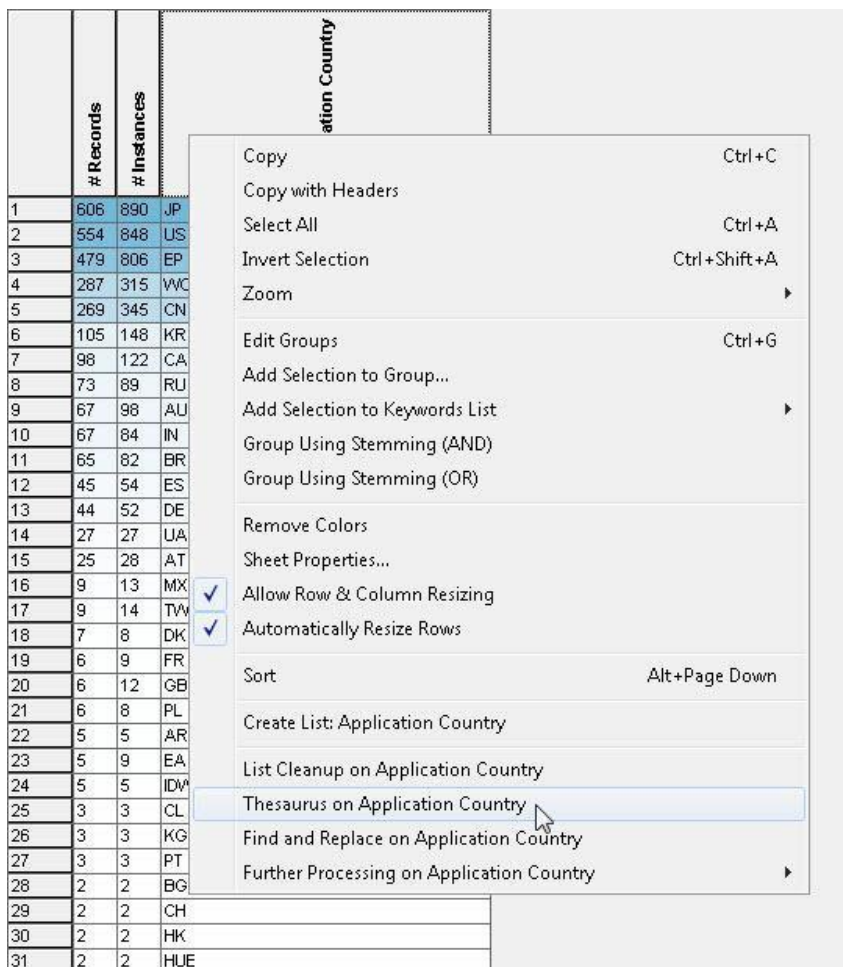 # Records # Instances ation Country
1 606 890 JP
2 554 848 US
3 479 806 EP
4 287 315 WO
5 269 345 CN
6 105 148 KR
7 98 122 CA
8 73 89 RU
9 67 98 AU
10 67 84 IN
11 65 82 BR
12 45 54 ES
13 44 52 DE
14 27 27 UA
15 25 28 AT
16 9 13 MX
17 9 14 TW
18 7 8 DK
19 6 9 FR
20 6 12 GB
21 6 8 PL
22 5 5 AR
23 5 9 EA
24 5 5
25 3 3 CL
26 3 3 KG
27 3 3 PT
28 2 2 BG
29 2 2 CH
30 2 2 HK
31 2 2 HUE
Copy Ctrl+C
Copy with Headers
Select All Ctrl+A
Invert Selection Ctrl+Shift+A
Zoom
Edit Groups Ctrl+G
Add Selection to Group...
Add Selection to Keywords List
Group Using Stemming (AND)
Group Using Stemming (OR)
Remove Colors
Sheet Properties...
Allow Row & Column Resizing
Automatically Resize Rows
Sort Alt+Page Down
Create List: Application Country
List Cleanup on Application Country
Thesaurus on Application Country
Find and Replace on Application Country
Further Processing on Application Country